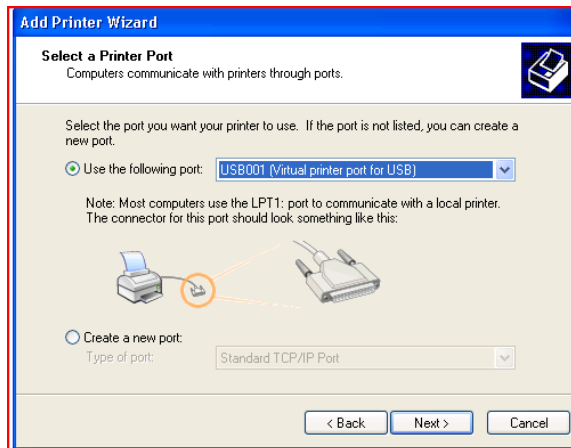 Add Printer Wizard
Select a Printer Port
Computers communicate with printers through ports.
Select the port you want your printer to use. If the port is not listed, you can create a
new port.
Use the following port: USB001 (Virtual printer port for USB)
Note: Most computers use the LPT1: port to communicate with a local printer.
The connector for this port should look something like this:
Create a new port:
Type of port: Standard TCP/IP Port
< Back Next > Cancel